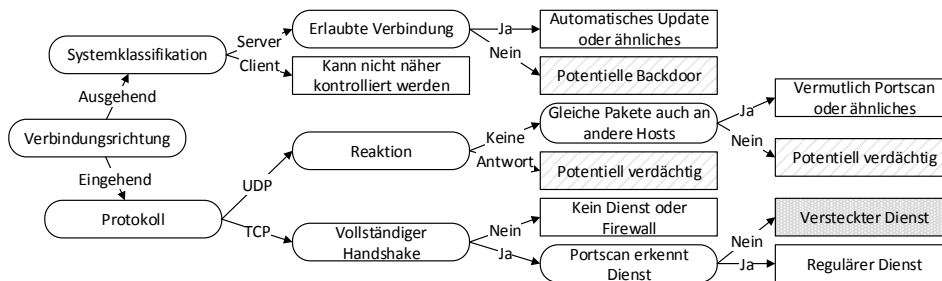 Systemklassifikation
Server
Client
Erlaubte Verbindung
Ja
Nein
Automatisches Update
oder ähnliches
Kann nicht näher
kontrolliert werden
Potentielle Backdoor
Ausgehend
Verbindungsrichtung
Eingehend
Protokoll
UDP
TCP
Reaktion
Keine
Antwort
Gleiche Pakete auch an
andere Hosts
Ja
Nein
Vermutlich Portscan
oder ähnliches
Potentiell verdächtig
Potentiell verdächtig
Vollständiger
Handshake
Nein
Ja
Kein Dienst oder
Firewall
Portscan erkennt
Dienst
Nein
Ja
Versteckter Dienst
Regulärer Dienst